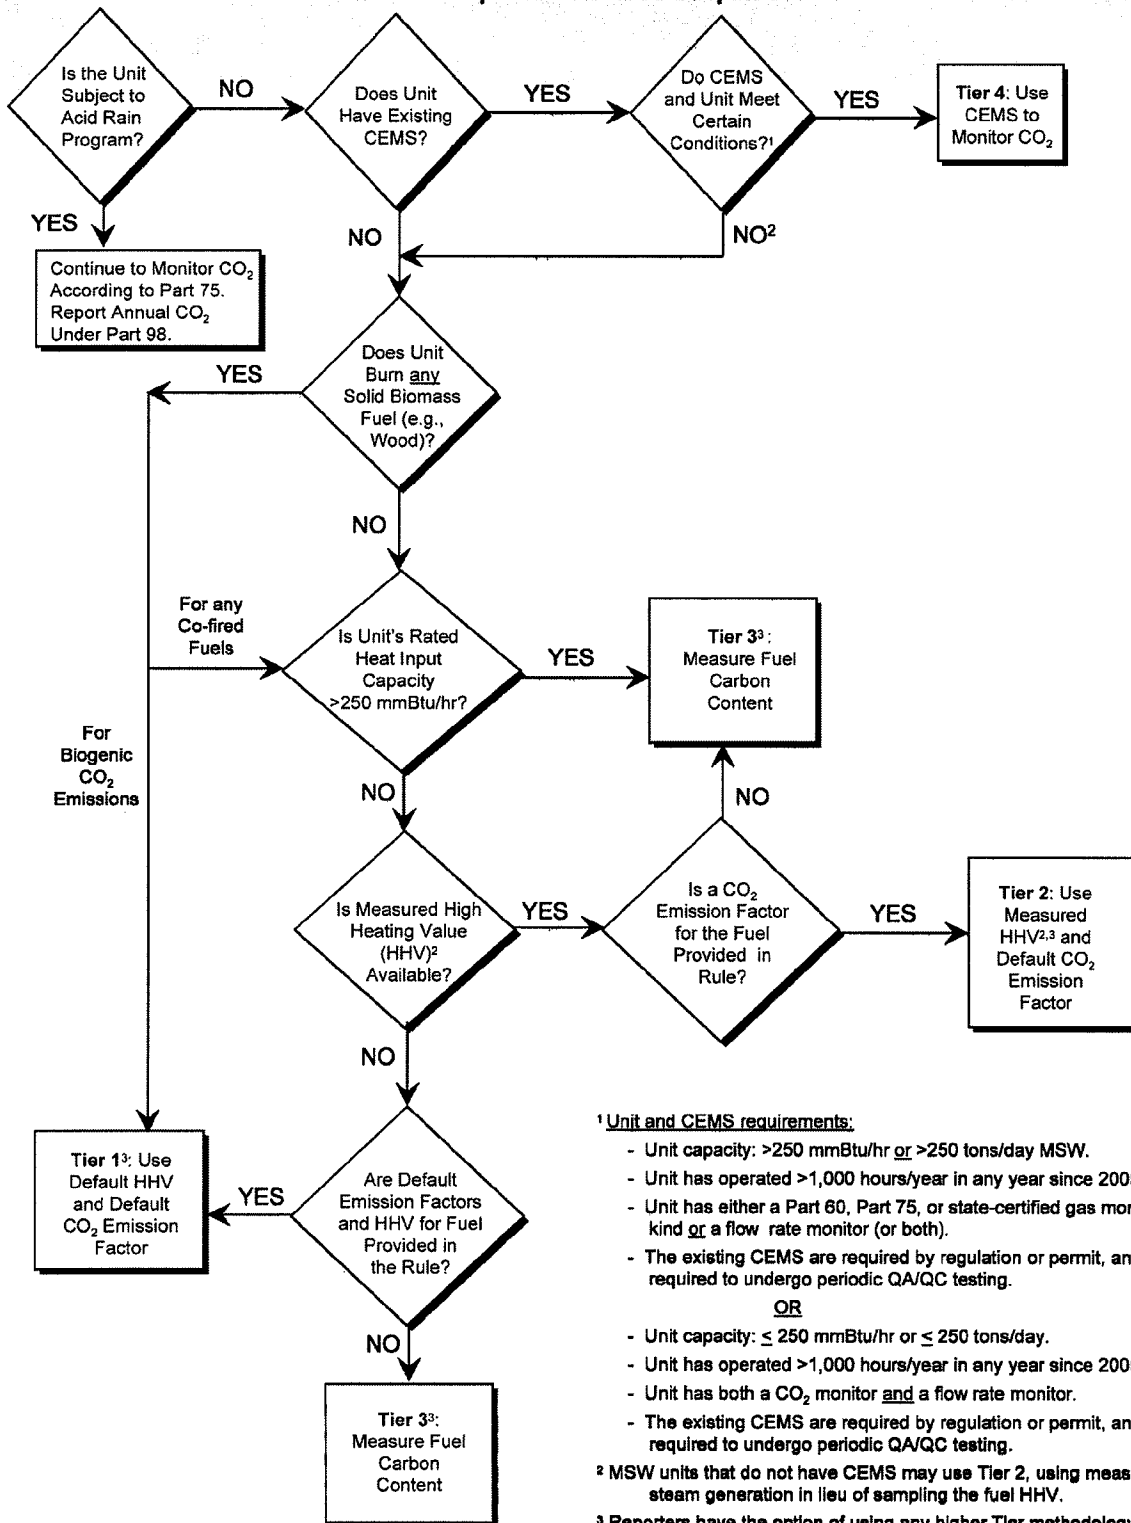 Is the Unit
Subject to
Acid Rain
Program?
NO
Does Unit
Have Existing
CEMS?
YES
Do CEMS
and Unit Meet
Certain
Conditions?¹
YES
Tier 4: Use
CEMS to
Monitor CO₂
YES
NO
NO²
Continue to Monitor CO₂
According to Part 75.
Report Annual CO₂
Under Part 98.
Does Unit
Burn any
Solid Biomass
Fuel (e.g.,
Wood)?
YES
NO
For any
Co-fired
Fuels
Is Unit's Rated
Heat Input
Capacity
>250 mmBtu/hr?
YES
Tier 3³:
Measure Fuel
Carbon
Content
For
Biogenic
CO₂
Emissions
NO
NO
Is Measured High
Heating Value
(HHV)²
Available?
YES
Is a CO₂
Emission Factor
for the Fuel
Provided in
Rule?
YES
Tier 2: Use
Measured
HHV²,³ and
Default CO₂
Emission
Factor
NO
Tier 1³: Use
Default HHV
and Default
CO₂ Emission
Factor
YES
Are Default
Emission Factors
and HHV for Fuel
Provided in
the Rule?
NO
Tier 3³:
Measure Fuel
Carbon
Content
¹ Unit and CEMS requirements:
- Unit capacity: >250 mmBtu/hr or >250 tons/day MSW.
- Unit has operated >1,000 hours/year in any year since 200
- Unit has either a Part 60, Part 75, or state-certified gas
kind or a flow rate monitor (or both).
- The existing CEMS are required by regulation or permit,
required to undergo periodic QA/QC testing.
OR
- Unit capacity: ≤ 250 mmBtu/hr or ≤ 250 tons/day.
- Unit has operated >1,000 hours/year in any year since 200
- Unit has both a CO₂ monitor and a flow rate monitor.
- The existing CEMS are required by regulation or permit,
required to undergo periodic QA/QC testing.
² MSW units that do not have CEMS may use Tier 2, using
steam generation in lieu of sampling the fuel HHV.
³ Reporters have the option of using any higher Tier methodology